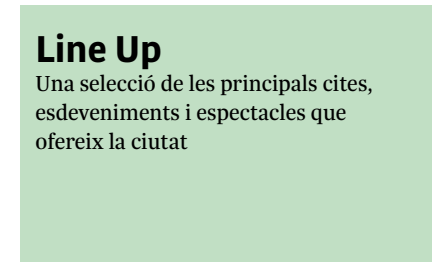 Line Up
Una selecció de les principals cites,
esdeveniments i espectacles que
ofereix la ciutat